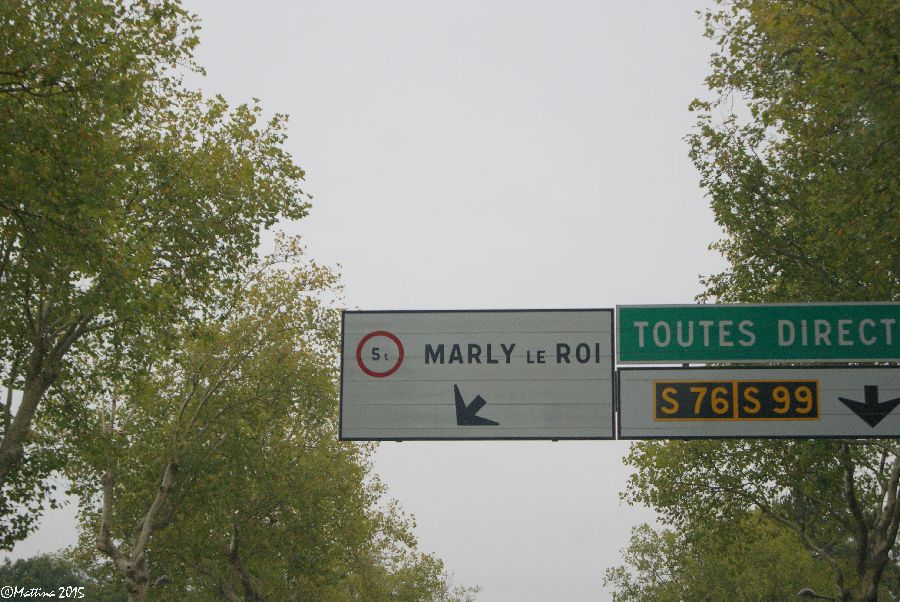 5t MARLY LE ROI
TOUTES DIRECT
S 76 S 99
©Mattina 2015